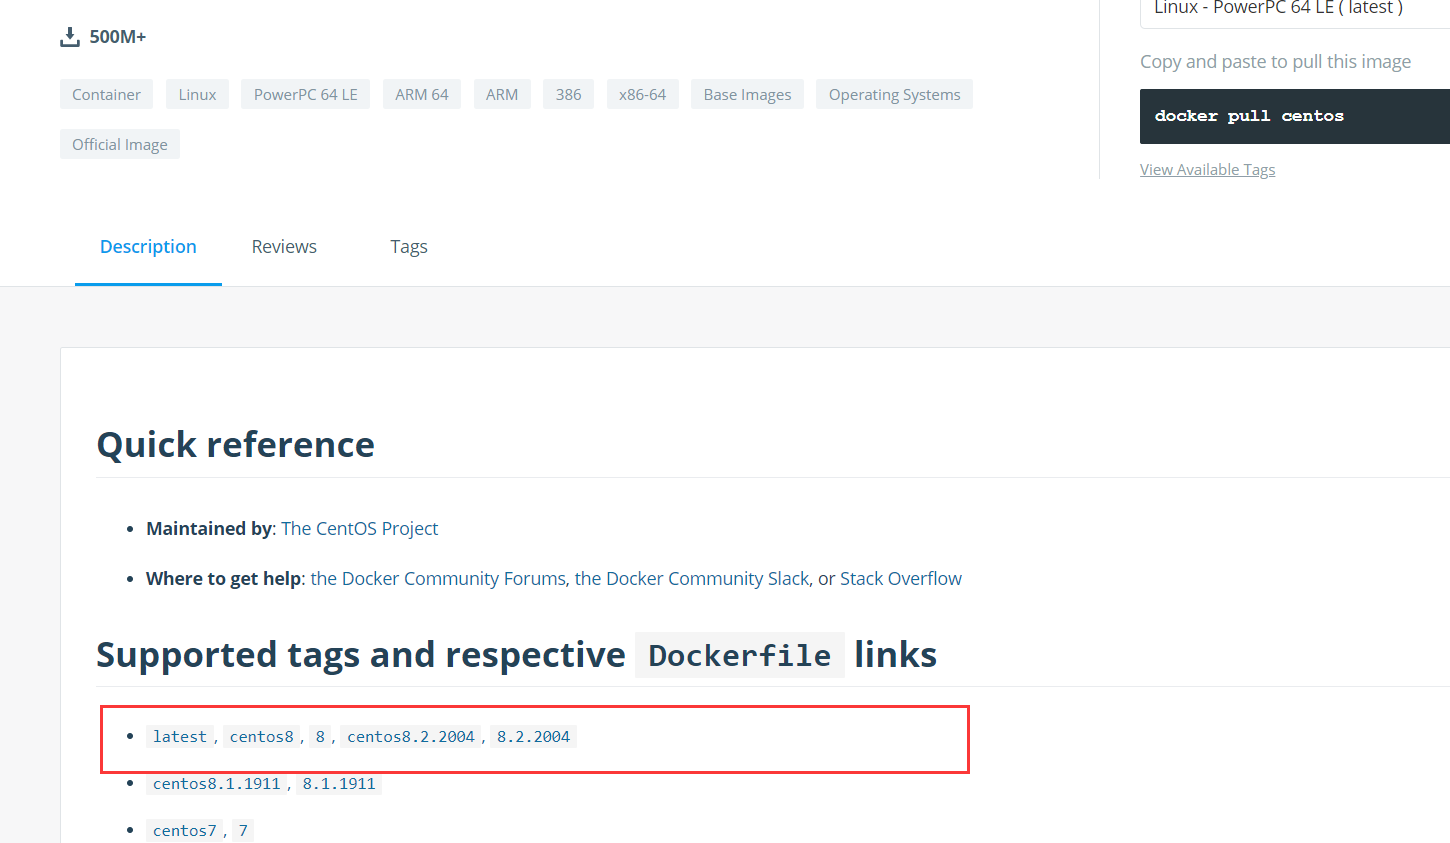 500M+
Linux - PowerPC 64 LE ( latest )
Copy and paste to pull this image
Container Linux PowerPC 64 LE ARM 64 ARM 386 x86-64 Base Images Operating Systems
docker pull centos
Official Image
View Available Tags
Description Reviews Tags
Quick reference
• Maintained by: The CentOS Project
• Where to get help: the Docker Community Forums, the Docker Community Slack, or Stack Overflow
Supported tags and respective Dockerfile links
• latest, centos8, 8, centos8.2.2004, 8.2.2004
• centos8.1.1911, 8.1.1911
• centos7, 7